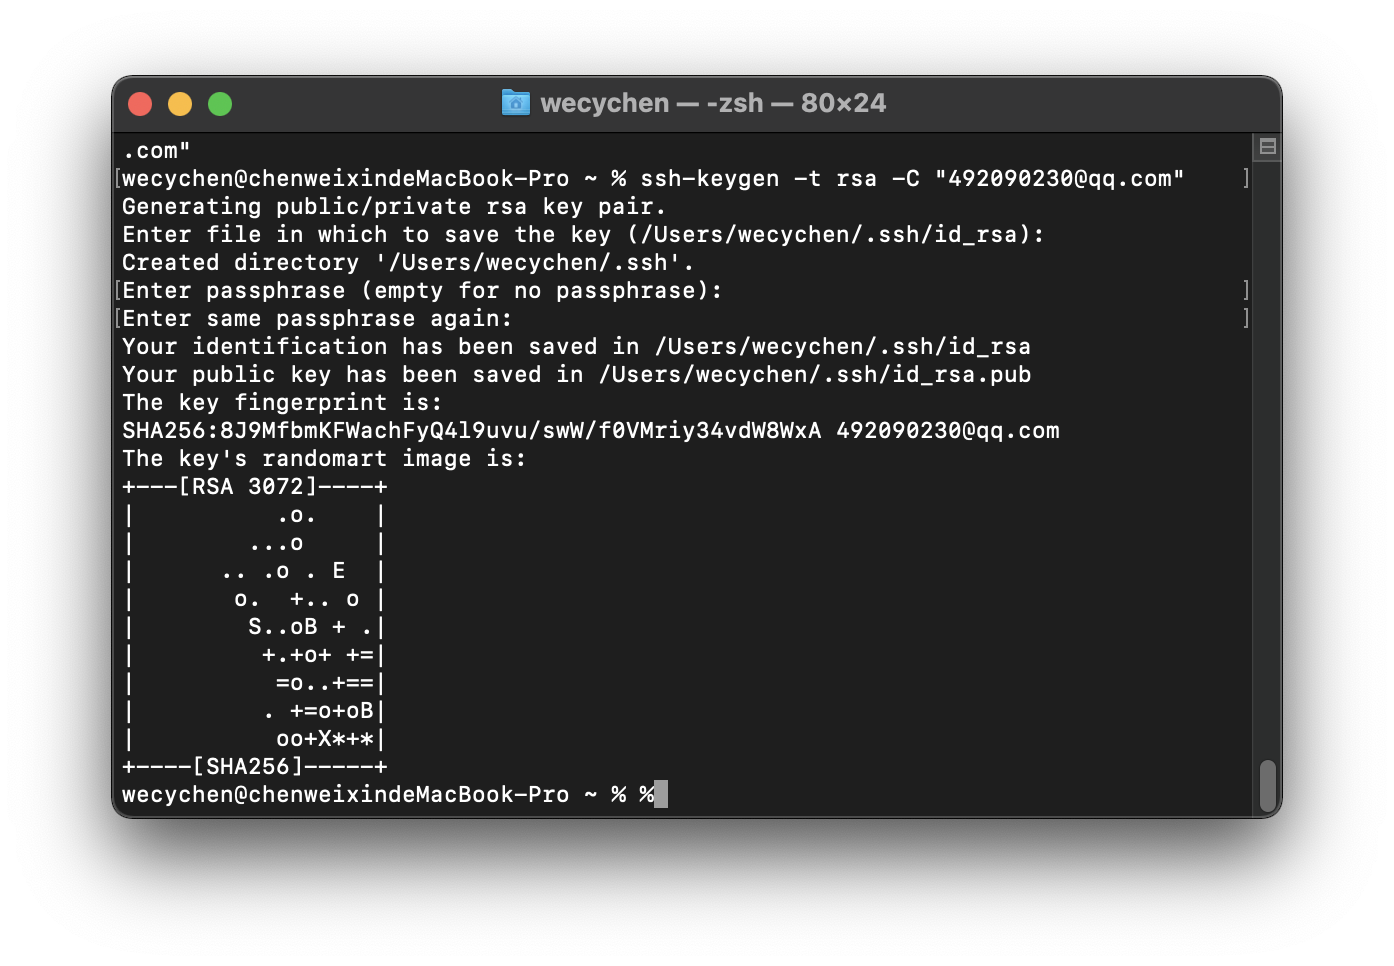 wecychen — -zsh — 80×24
.com"
[wecychen@chenweixindeMacBook-Pro ~ % ssh-keygen -t rsa -C "492090230@qq.com" ]
Generating public/private rsa key pair.
Enter file in which to save the key (/Users/wecychen/.ssh/id_rsa):
Created directory '/Users/wecychen/.ssh'.
[Enter passphrase (empty for no passphrase): ]
[Enter same passphrase again: ]
Your identification has been saved in /Users/wecychen/.ssh/id_rsa
Your public key has been saved in /Users/wecychen/.ssh/id_rsa.pub
The key fingerprint is:
SHA256:8J9MfbmKFWachFyQ4l9uvu/swW/f0VMriy34vdW8WxA 492090230@qq.com
The key's randomart image is:
+---[RSA 3072]----+
|          .o.    |
|        ...o     |
|      .. .o . E  |
|       o.  +.. o |
|        S..oB + .|
|         +.+o+ +=|
|          =o..+==|
|         . +=o+oB|
|          oo+X*+*|
+----[SHA256]-----+
wecychen@chenweixindeMacBook-Pro ~ % %